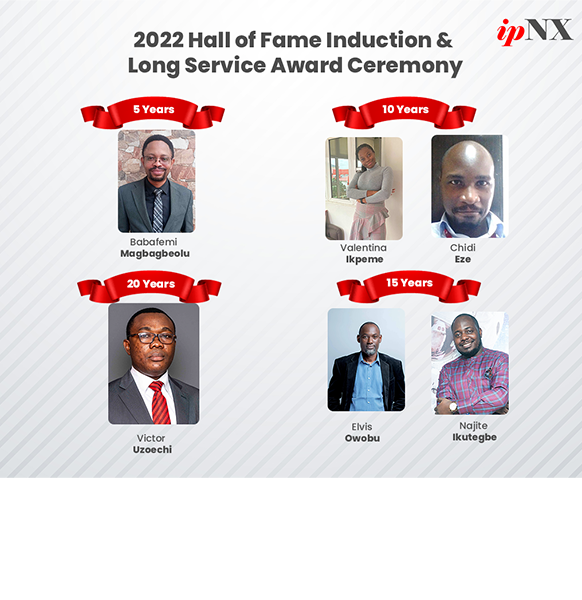 ipNX
2022 Hall of Fame Induction &
Long Service Award Ceremony
5 Years
Babafemi
Magbagbeolu
10 Years
Valentina
Ikpeme
Chidi
Eze
20 Years
Victor
Uzoechi
15 Years
Elvis
Owobu
Najite
Ikutegbe